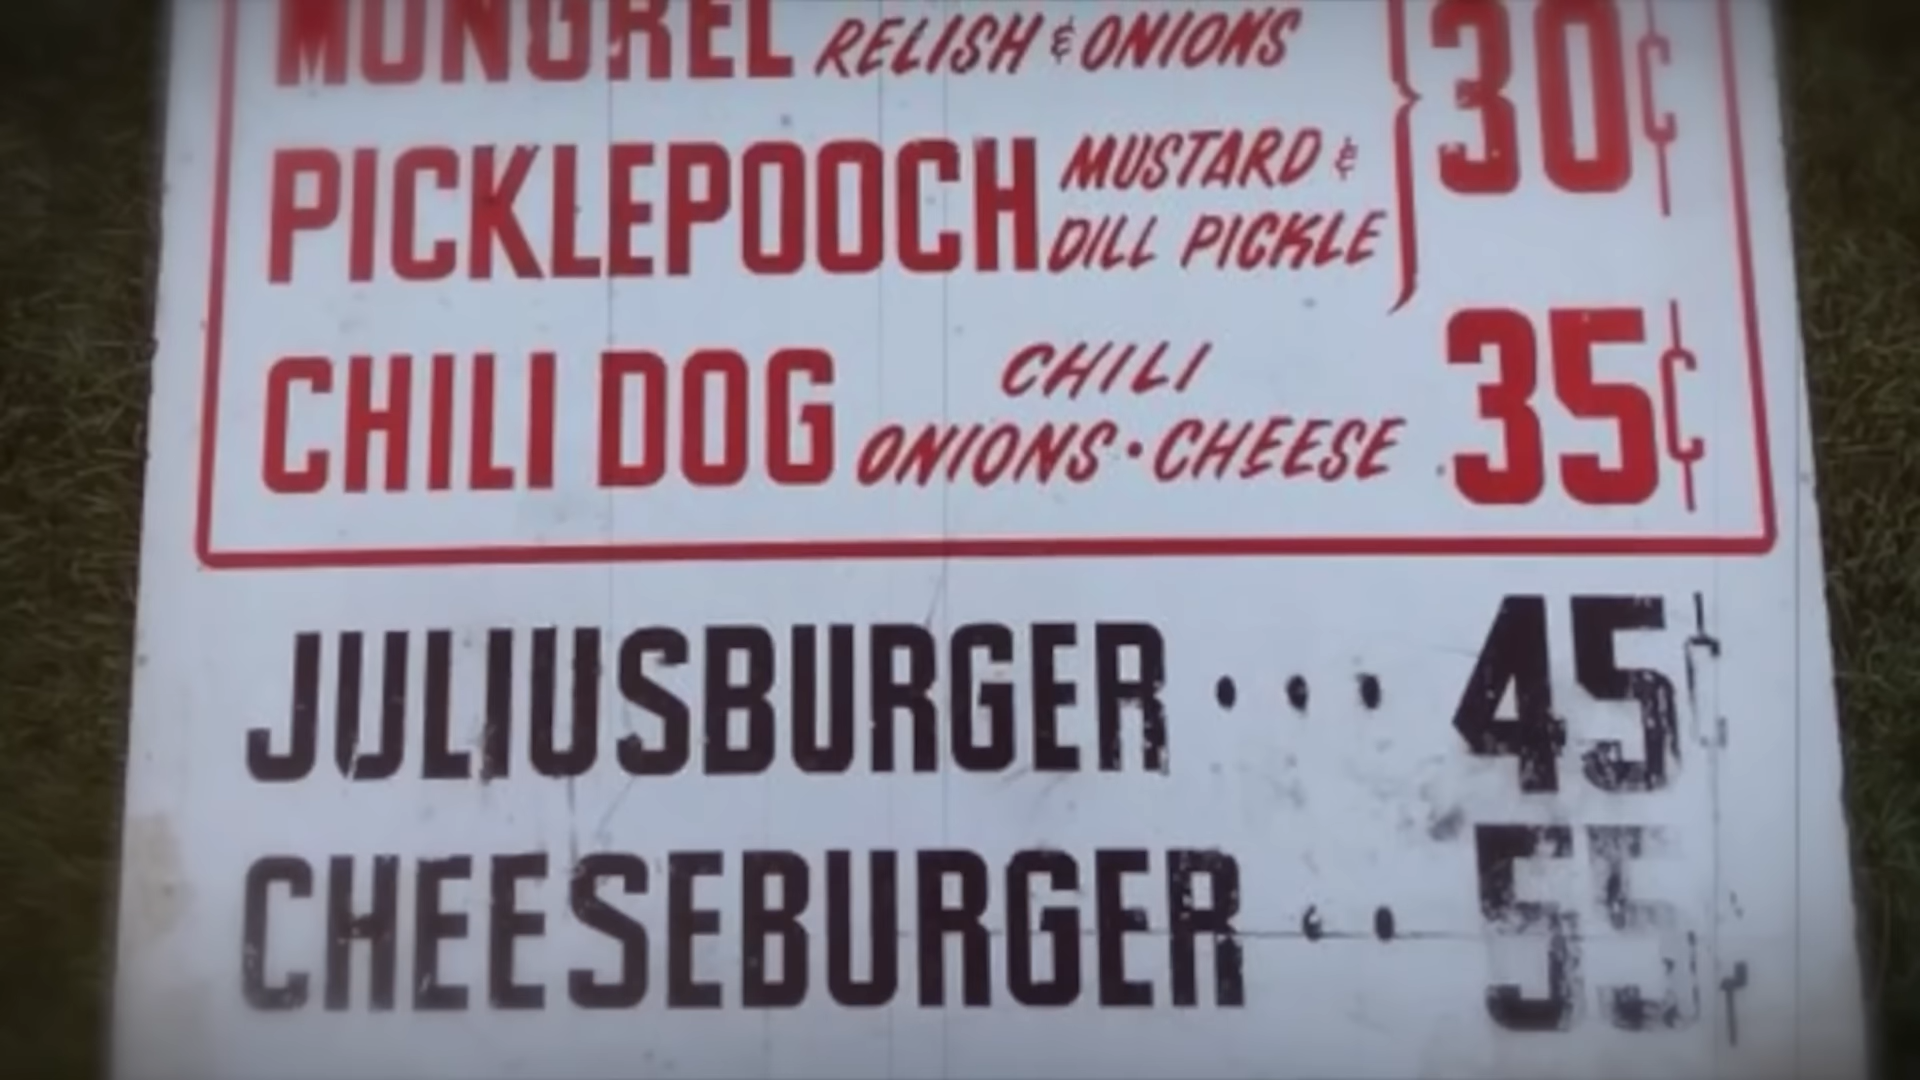 MONGREL RELISH & ONIONS 30¢
PICKLEPOOCH MUSTARD &
DILL PICKLE
CHILI DOG CHILI
ONIONS • CHEESE 35¢
JULIUSBURGER • • • 45¢
CHEESEBURGER • • 55¢